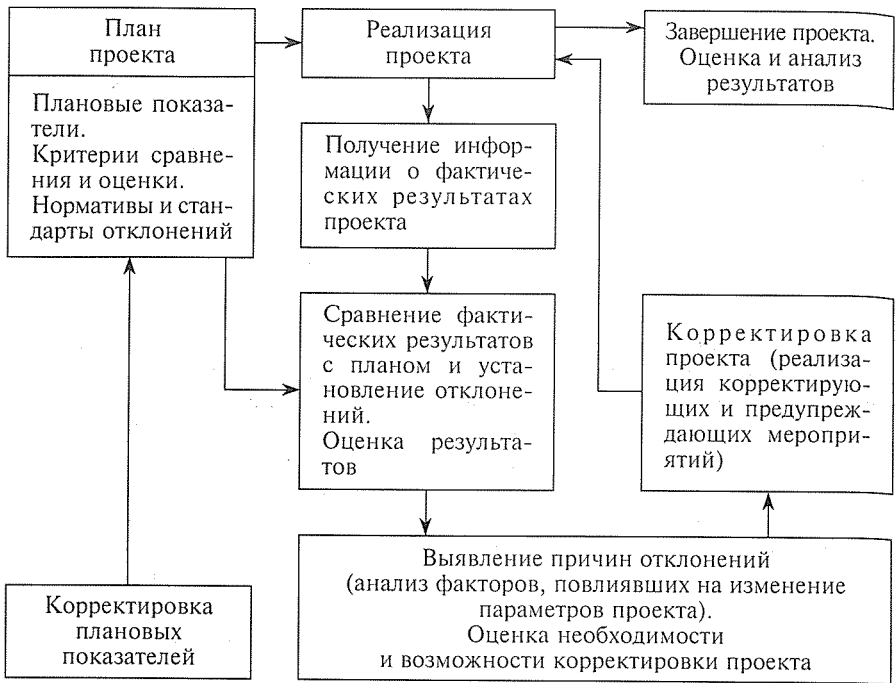 План
проекта
Плановые показа-
тели.
Критерии сравне-
ния и оценки.
Нормативы и стан-
дарты отклонений
Реализация
проекта
Завершение проекта.
Оценка и анализ
результатов
Получение инфор-
мации о фактиче-
ских результатах
проекта
Сравнение факти-
ческих результатов
с планом и уста-
новление отклоне-
ний.
Оценка результа-
тов
Корректировка
проекта (реализа-
ция корректирую-
щих и предупреж-
дающих мероприя-
тий)
Выявление причин отклонений
(анализ факторов, повлиявших на изменение
параметров проекта).
Оценка необходимости
и возможности корректировки проекта
Корректировка
плановых
показателей